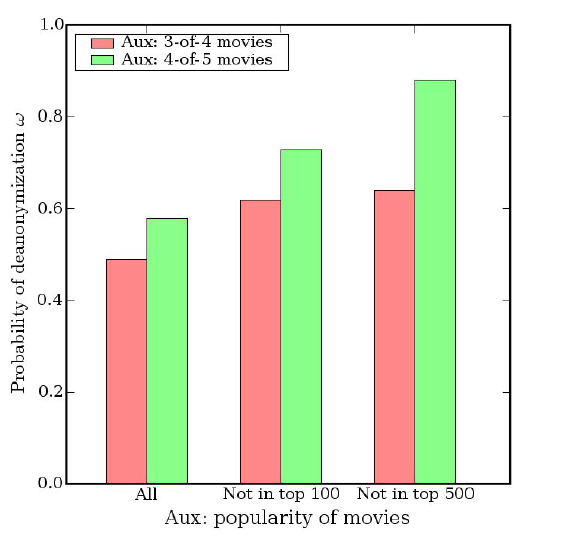 1.0
Aux: 3-of-4 movies
Aux: 4-of-5 movies
0.8
0.6
0.4
0.2
0.0
Probability of deanonymization ω
All
Not in top 100
Not in top 500
Aux: popularity of movies